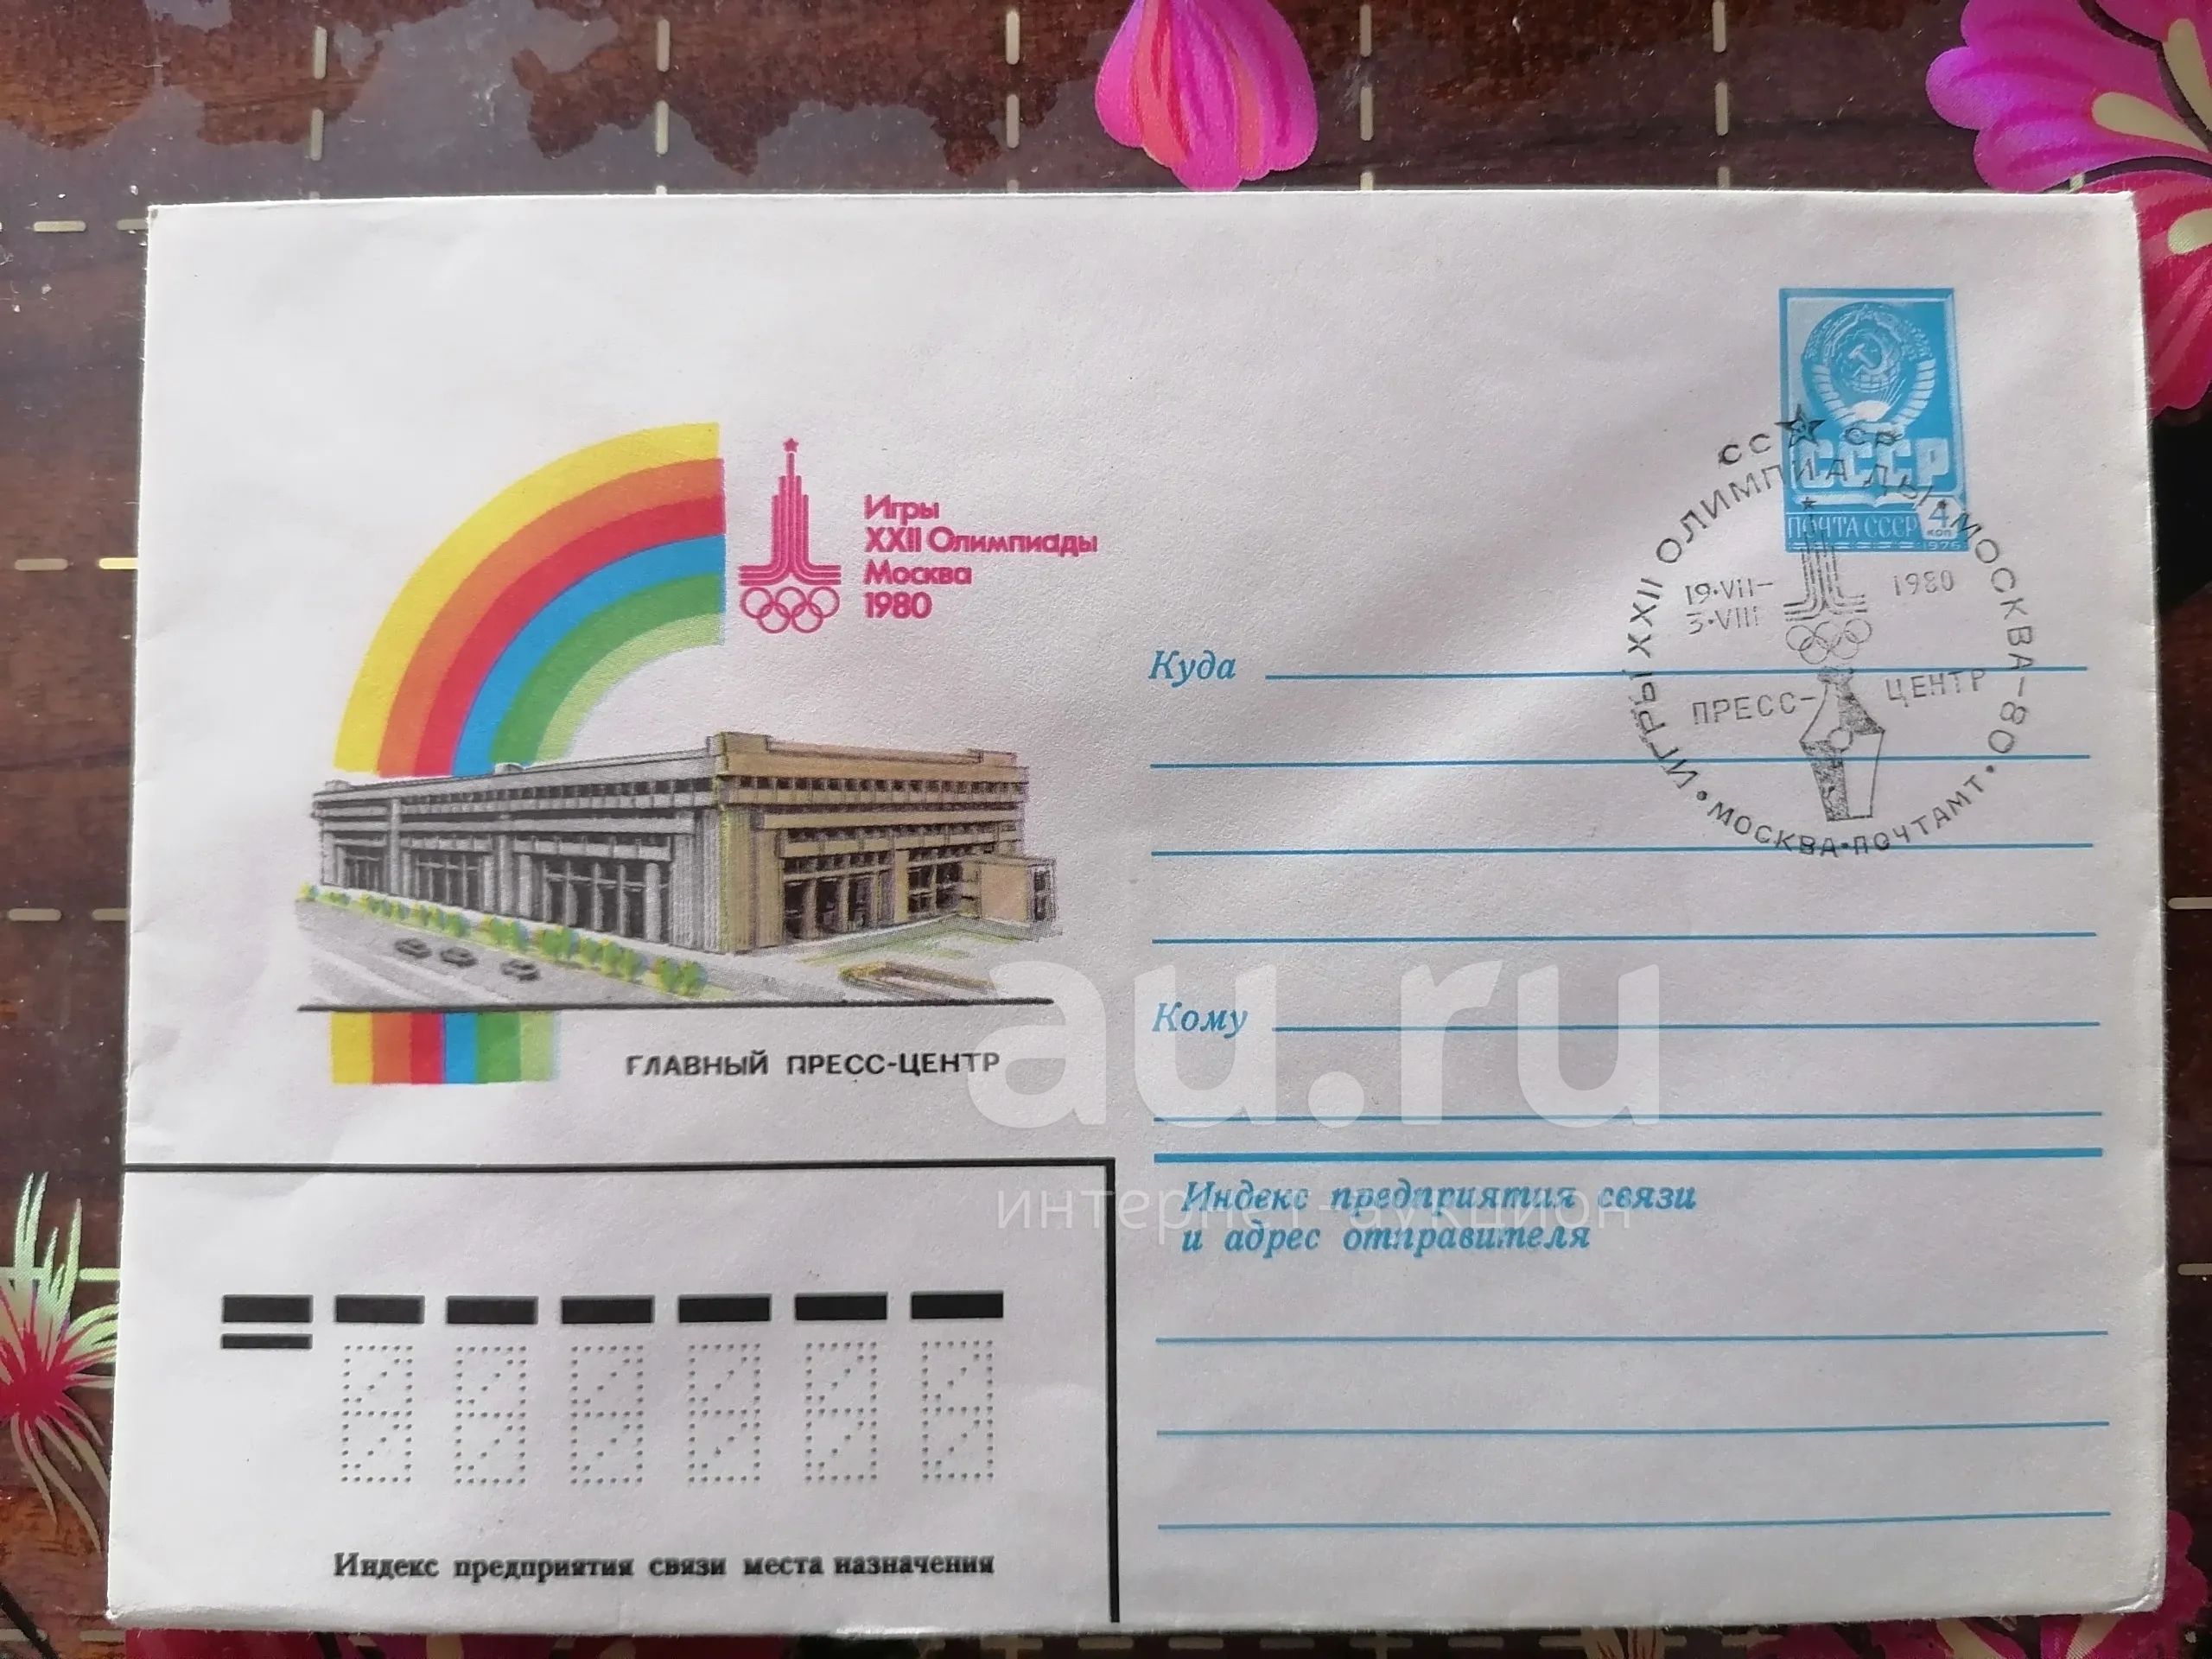 Игры
XXII Олимпиады
Москва
1980
СССР
ПОЧТА СССР 4 коп
1976
СС СР
ИГРЫ XXII ОЛИМПИАДЫ • МОСКВА-80 •
19•VII-
3•VIII
1980
ПРЕСС- ЦЕНТР
• МОСКВА•ПОЧТАМТ •
Куда
Кому
ГЛАВНЫЙ ПРЕСС-ЦЕНТР
au.ru
интернет-аукцион
Индекс предприятия связи
и адрес отправителя
Индекс предприятия связи места назначения